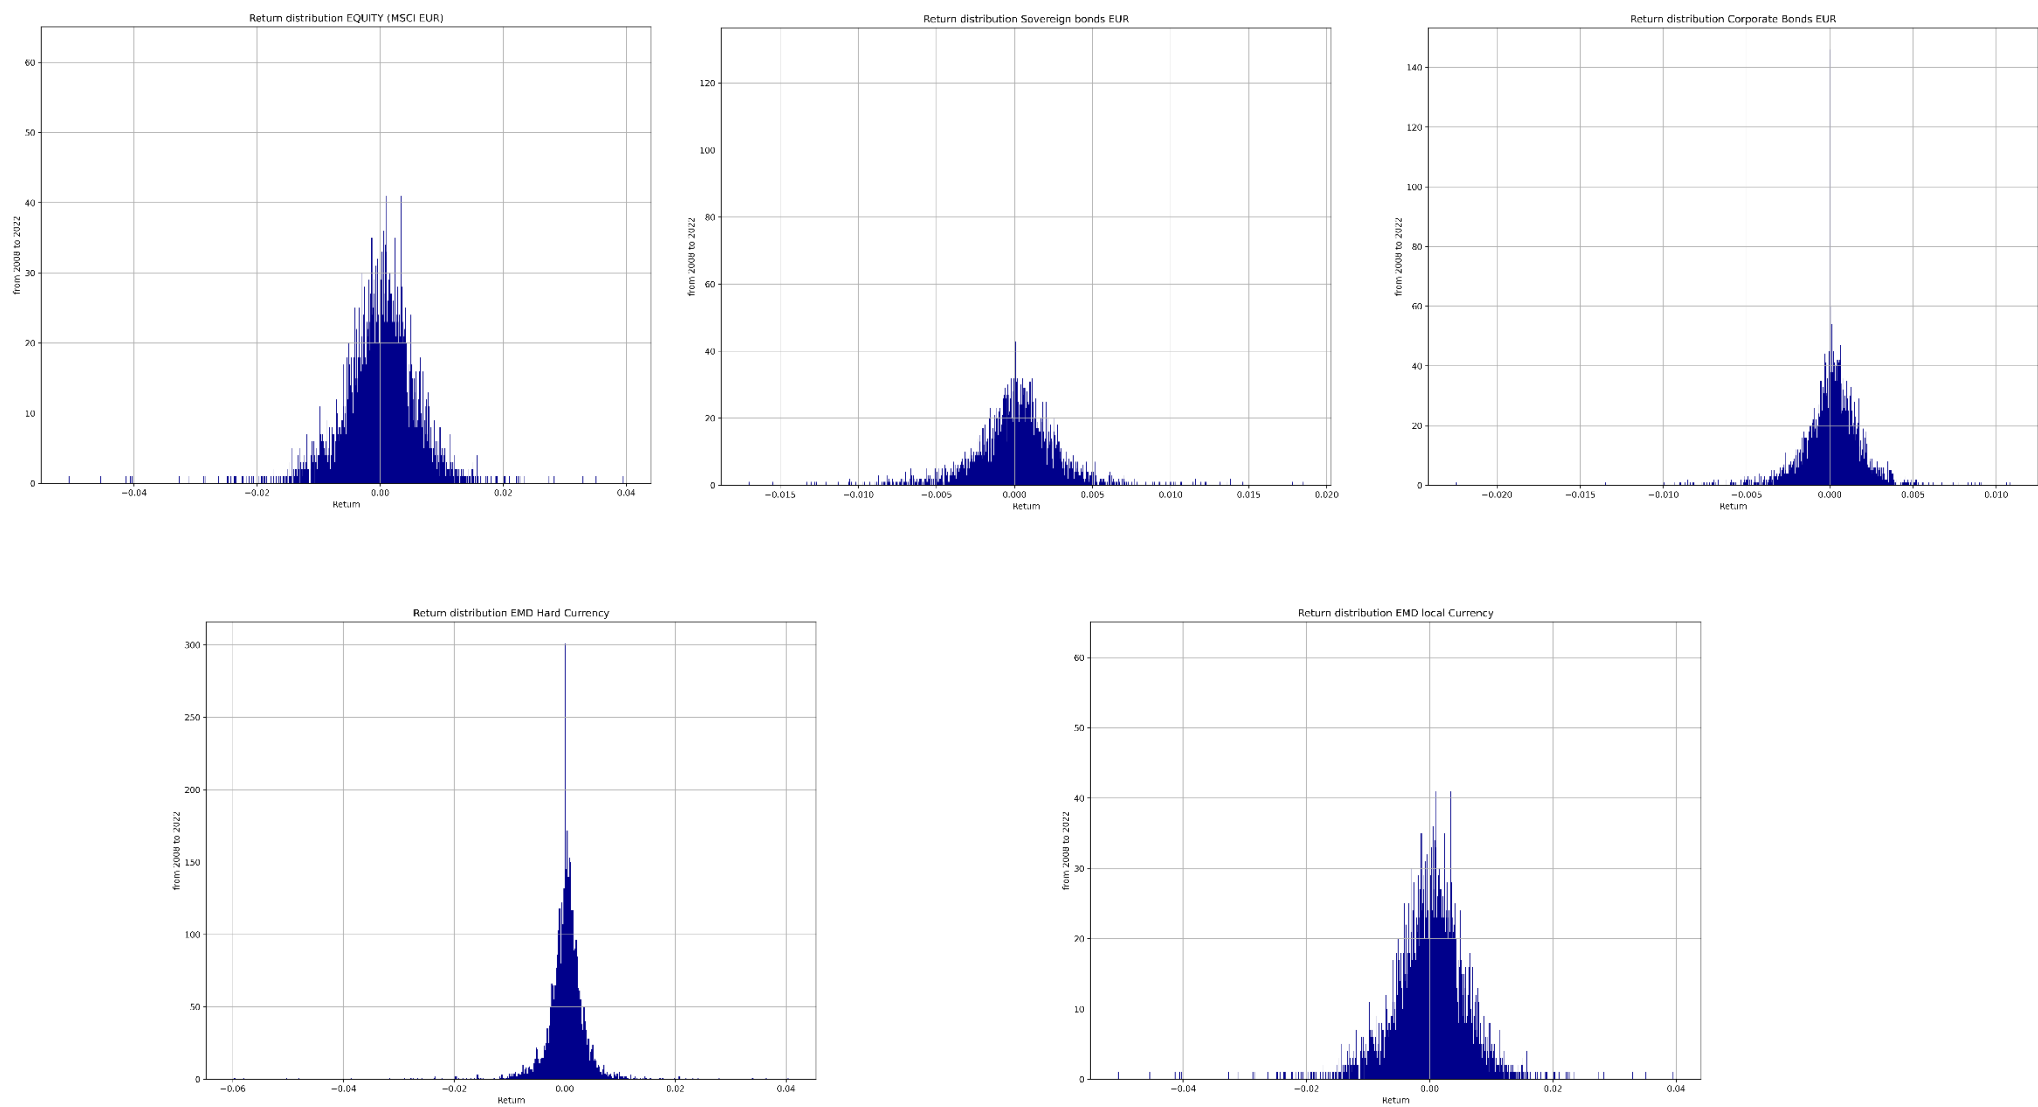 Return distribution EQUITY (MSCI EUR)
from 2008 to 2022
60
50
40
30
20
10
0
−0.04 −0.02 0.00 0.02 0.04
Return
Return distribution Sovereign bonds EUR
from 2008 to 2022
120
100
80
60
40
20
0
−0.015 −0.010 −0.005 0.000 0.005 0.010 0.015 0.020
Return
Return distribution Corporate Bonds EUR
from 2008 to 2022
140
120
100
80
60
40
20
0
−0.020 −0.015 −0.010 −0.005 0.000 0.005 0.010
Return
Return distribution EMD Hard Currency
from 2008 to 2022
300
250
200
150
100
50
0
−0.06 −0.04 −0.02 0.00 0.02 0.04
Return
Return distribution EMD local Currency
from 2008 to 2022
60
50
40
30
20
10
0
−0.04 −0.02 0.00 0.02 0.04
Return